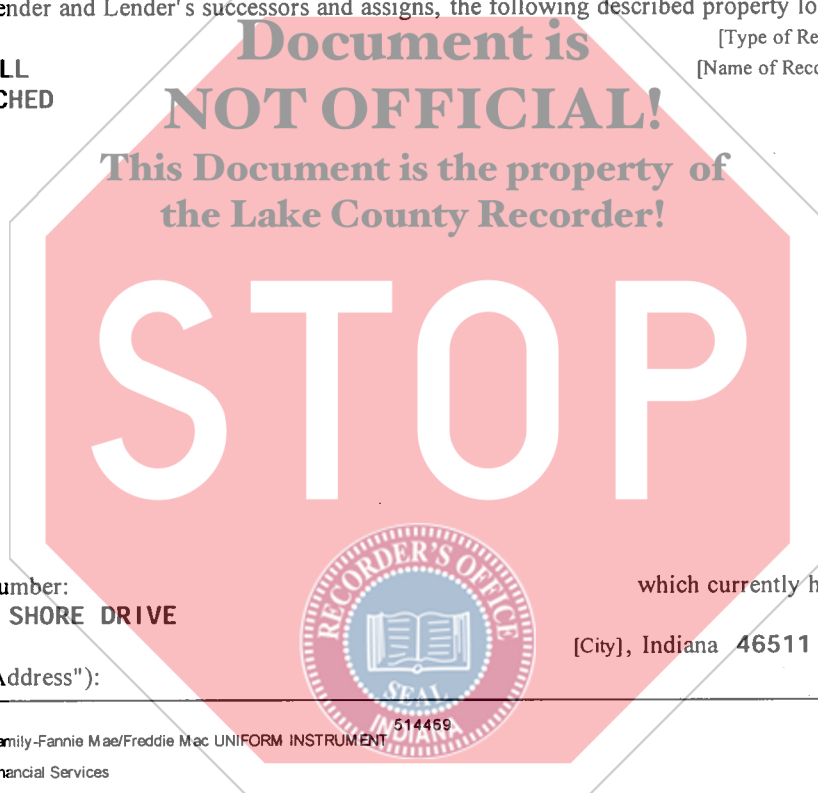 ender and Lender's successors and assigns, the following described property lo
Document is
[Type of Re
LL
[Name of Reco
CHED
NOT OFFICIAL!
This Document is the property of
the Lake County Recorder!
STOP
RECORDER'S OFFICE
SEAL
INDIANA
umber:
which currently h
SHORE DRIVE
[City], Indiana 46511
Address"):
514469
amily-Fannie Mae/Freddie Mac UNIFORM INSTRUMENT
nancial Services